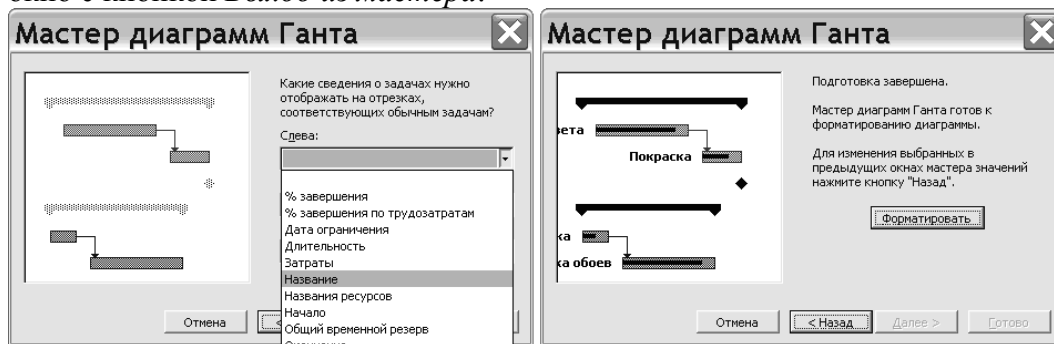 окно с кнопкой Выход из мастера.
Мастер диаграмм Ганта
Какие сведения о задачах нужно
отображать на отрезках,
соответствующих обычным задачам?
Слева:
% завершения
% завершения по трудозатратам
Дата ограничения
Длительность
Затраты
Название
Названия ресурсов
Начало
Общий временной резерв
Отмена
<
Мастер диаграмм Ганта
Подготовка завершена.
Мастер диаграмм Ганта готов к
форматированию диаграммы.
Для изменения выбранных в
предыдущих окнах мастера значений
нажмите кнопку "Назад".
Форматировать
вета
Покраска
ка
ка обоев
Отмена
< Назад
Далее >
Готово